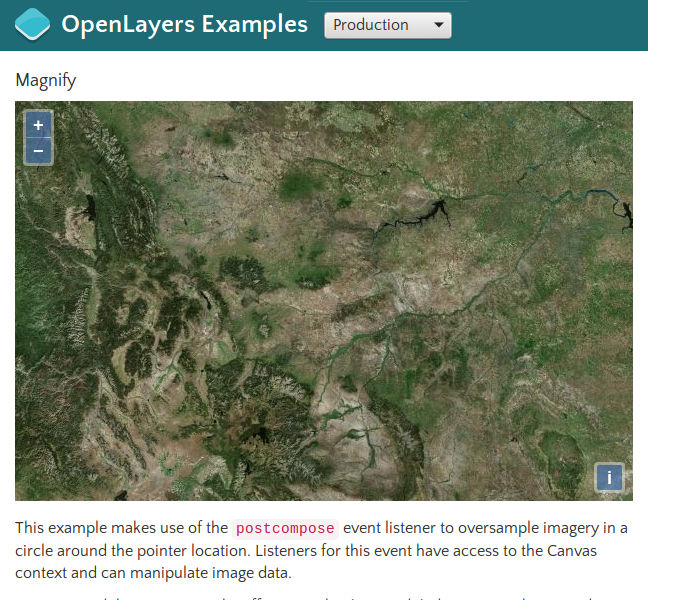 OpenLayers Examples
Production
Magnify
+
−
i
This example makes use of the postcompose event listener to oversample imagery in a
circle around the pointer location. Listeners for this event have access to the Canvas
context and can manipulate image data.